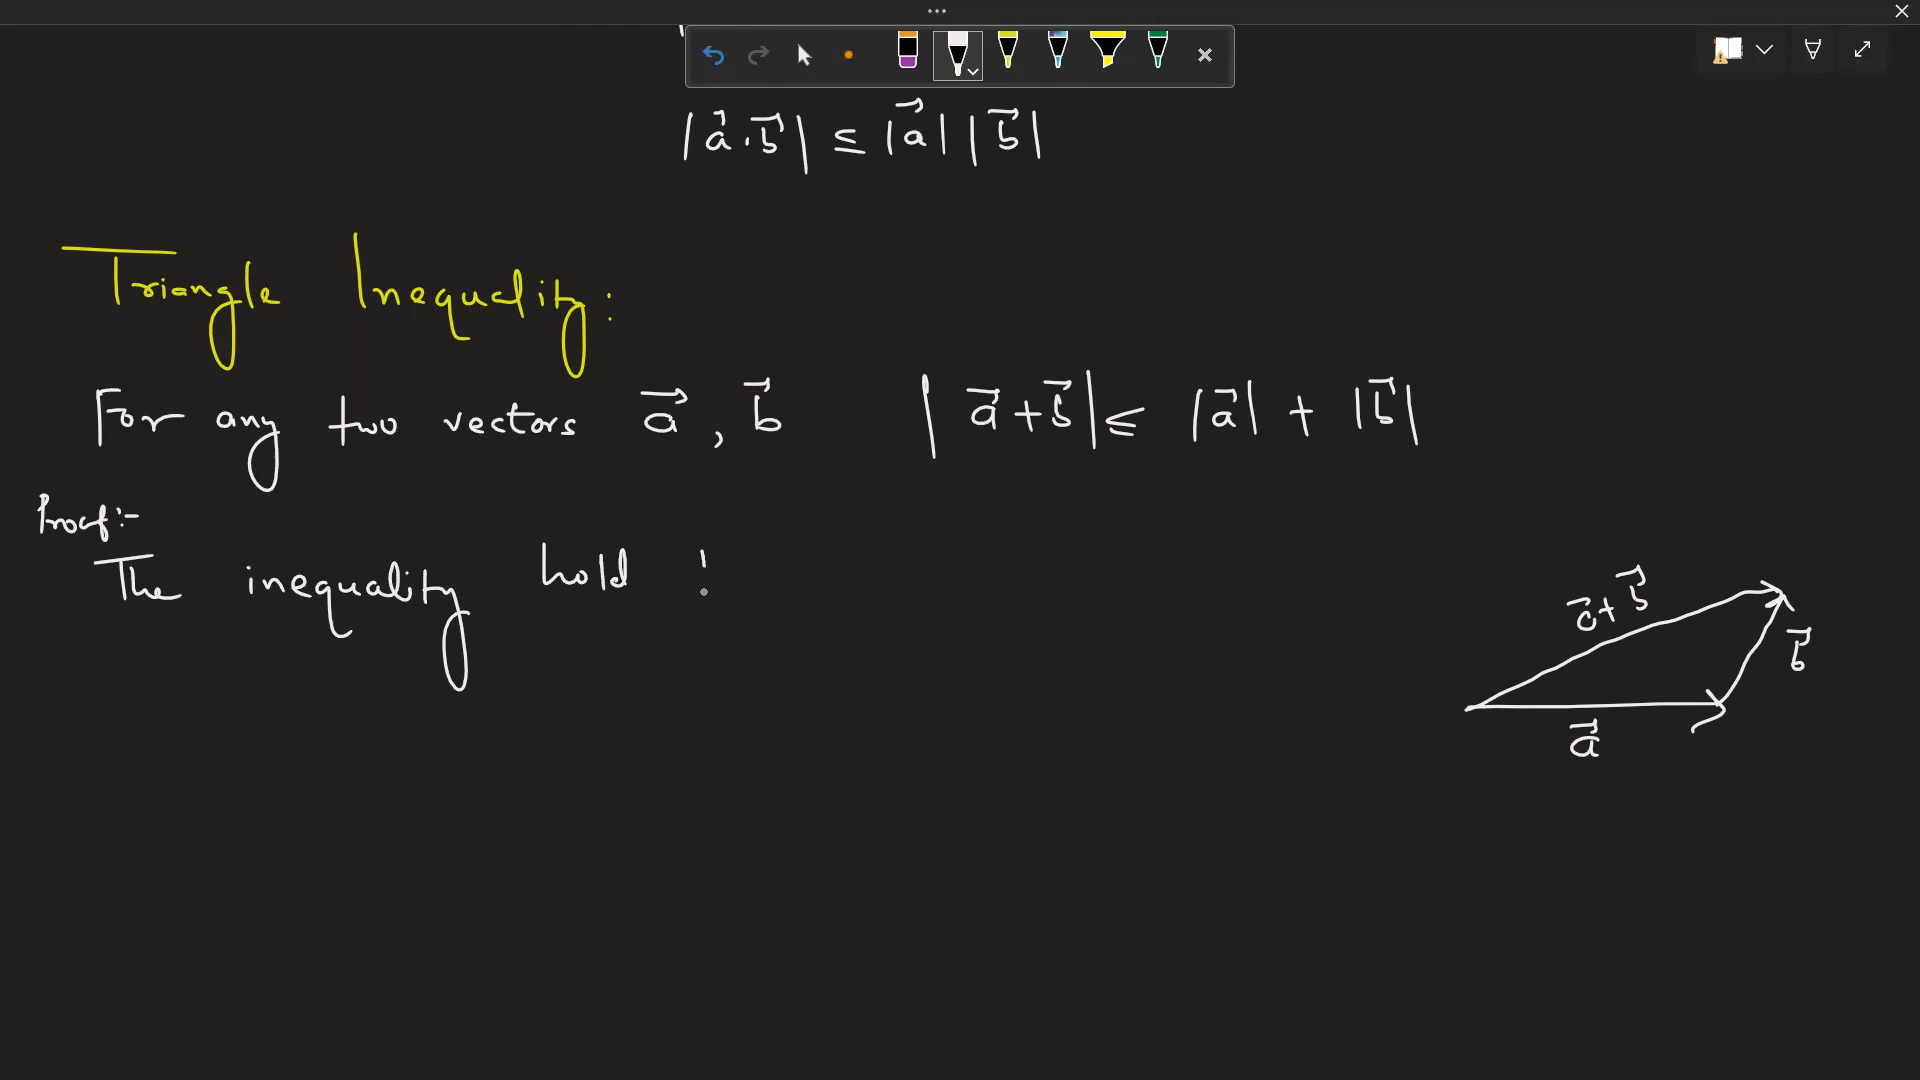 |a⃗.b⃗| ≤ |a⃗| |b⃗|
Triangle Inequality:
For any two vectors a⃗, b⃗ |a⃗+b⃗| ≤ |a⃗| + |b⃗|
Proof:-
The inequality hold
a⃗+b⃗
b⃗
a⃗